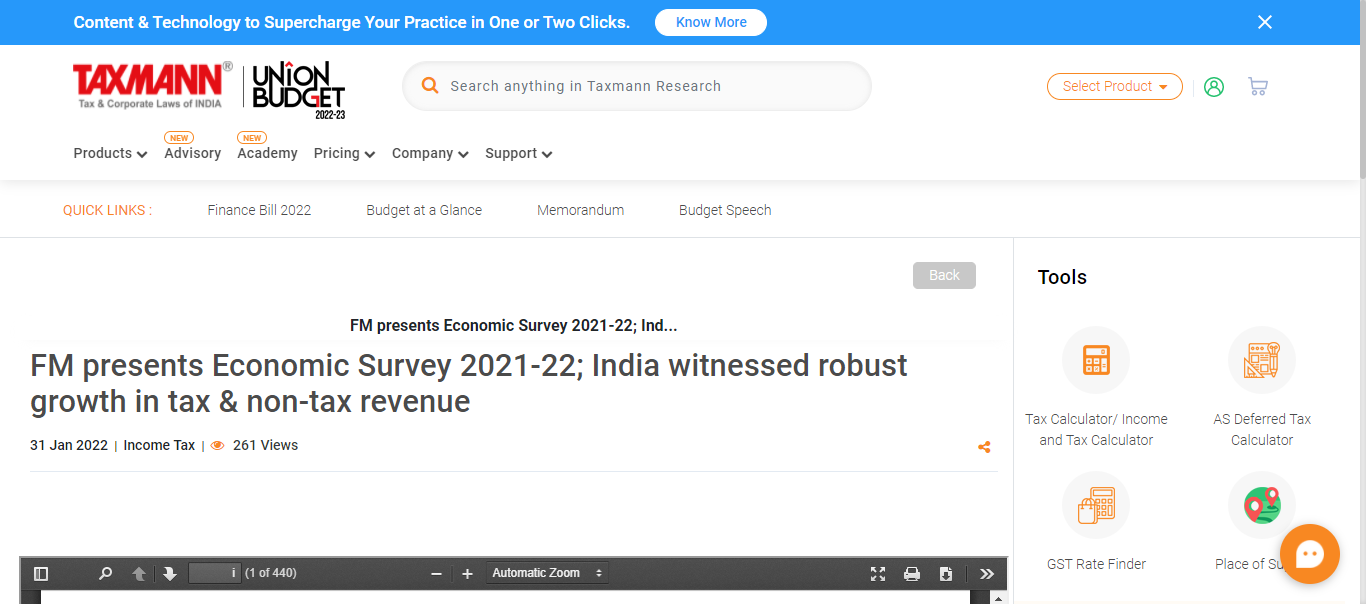 Content & Technology to Supercharge Your Practice in One or Two Clicks.
Know More
TAXMANN®
Tax & Corporate Laws of INDIA
UNION
BUDGET
2022-23
Search anything in Taxmann Research
Select Product
NEW
NEW
Products
Advisory
Academy
Pricing
Company
Support
QUICK LINKS :
Finance Bill 2022
Budget at a Glance
Memorandum
Budget Speech
Back
FM presents Economic Survey 2021-22; Ind...
FM presents Economic Survey 2021-22; India witnessed robust
growth in tax & non-tax revenue
31 Jan 2022 | Income Tax | 261 Views
i (1 of 440)
Automatic Zoom
Tools
Tax Calculator/ Income
and Tax Calculator
AS Deferred Tax
Calculator
GST Rate Finder
Place of